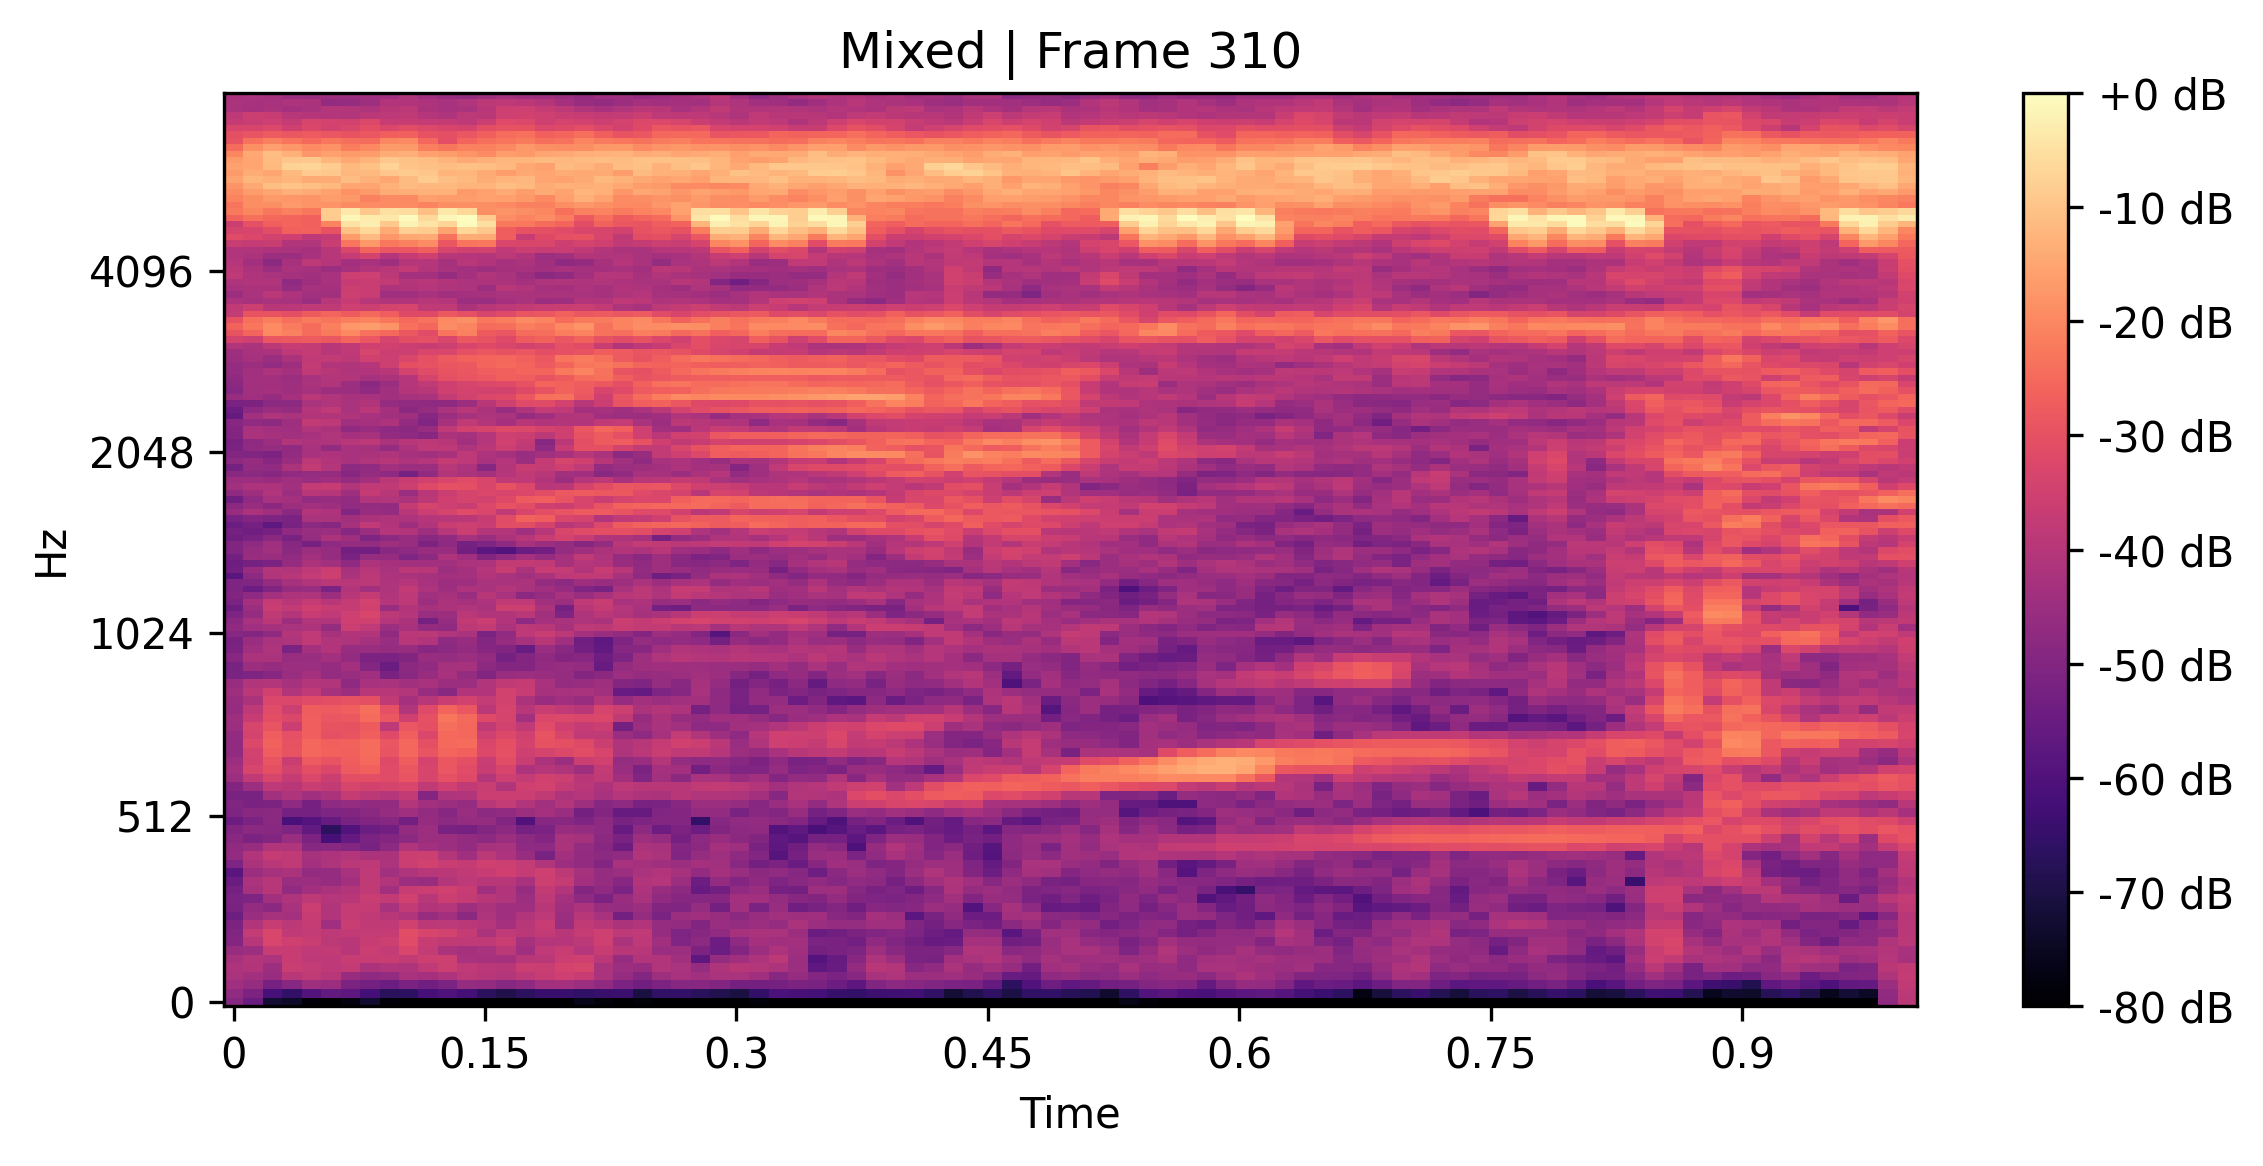 Mixed | Frame 310
+0 dB
-10 dB
-20 dB
-30 dB
-40 dB
-50 dB
-60 dB
-70 dB
-80 dB
Hz
4096
2048
1024
512
0
0 0.15 0.3 0.45 0.6 0.75 0.9
Time